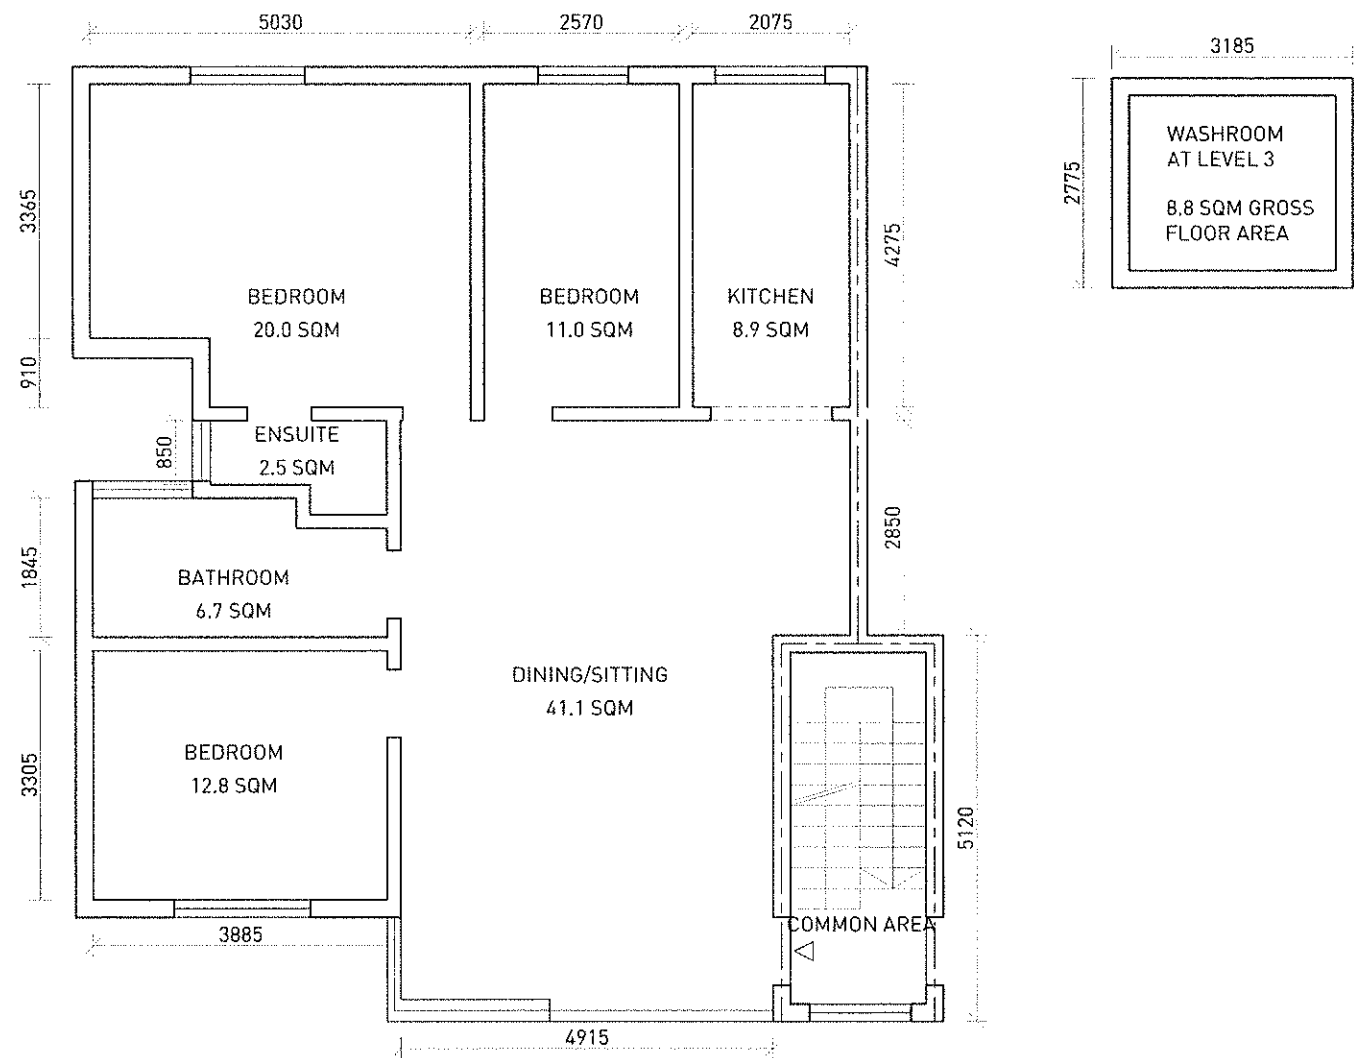 5030
2570
2075
3185
3365
4275
2775
WASHROOM
AT LEVEL 3
8.8 SQM GROSS
FLOOR AREA
BEDROOM
20.0 SQM
BEDROOM
11.0 SQM
KITCHEN
8.9 SQM
910
850
ENSUITE
2.5 SQM
2850
1845
BATHROOM
6.7 SQM
DINING/SITTING
41.1 SQM
3305
BEDROOM
12.8 SQM
5120
COMMON AREA
3885
4915